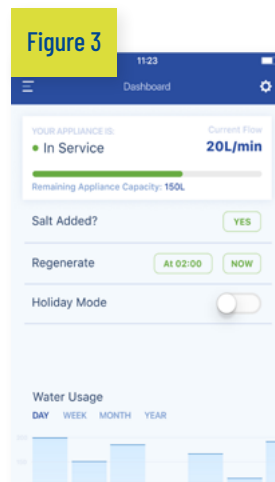 Figure 3
11:23
Dashboard
YOUR APPLIANCE IS: Current Flow
In Service 20L/min
Remaining Appliance Capacity: 150L
Salt Added? YES
Regenerate At 02:00 NOW
Holiday Mode
Water Usage
DAY WEEK MONTH YEAR